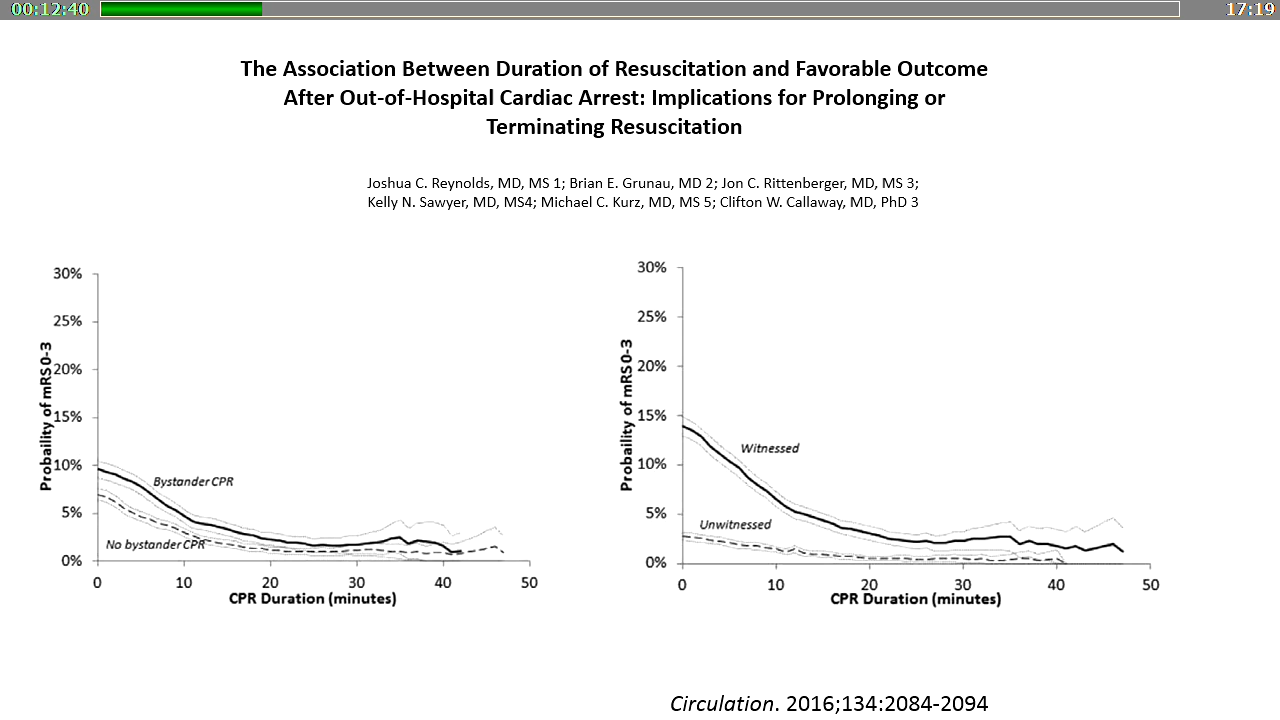 00:12:40
17:19
The Association Between Duration of Resuscitation and Favorable Outcome
After Out-of-Hospital Cardiac Arrest: Implications for Prolonging or
Terminating Resuscitation
Joshua C. Reynolds, MD, MS 1; Brian E. Grunau, MD 2; Jon C. Rittenberger, MD, MS 3;
Kelly N. Sawyer, MD, MS4; Michael C. Kurz, MD, MS 5; Clifton W. Callaway, MD, PhD 3
Probaility of mRS 0-3
30%
25%
20%
15%
10%
5%
0%
Bystander CPR
No bystander CPR
0 10 20 30 40 50
CPR Duration (minutes)
Probaility of mRS 0-3
30%
25%
20%
15%
10%
5%
0%
Witnessed
Unwitnessed
0 10 20 30 40 50
CPR Duration (minutes)
Circulation. 2016;134:2084-2094